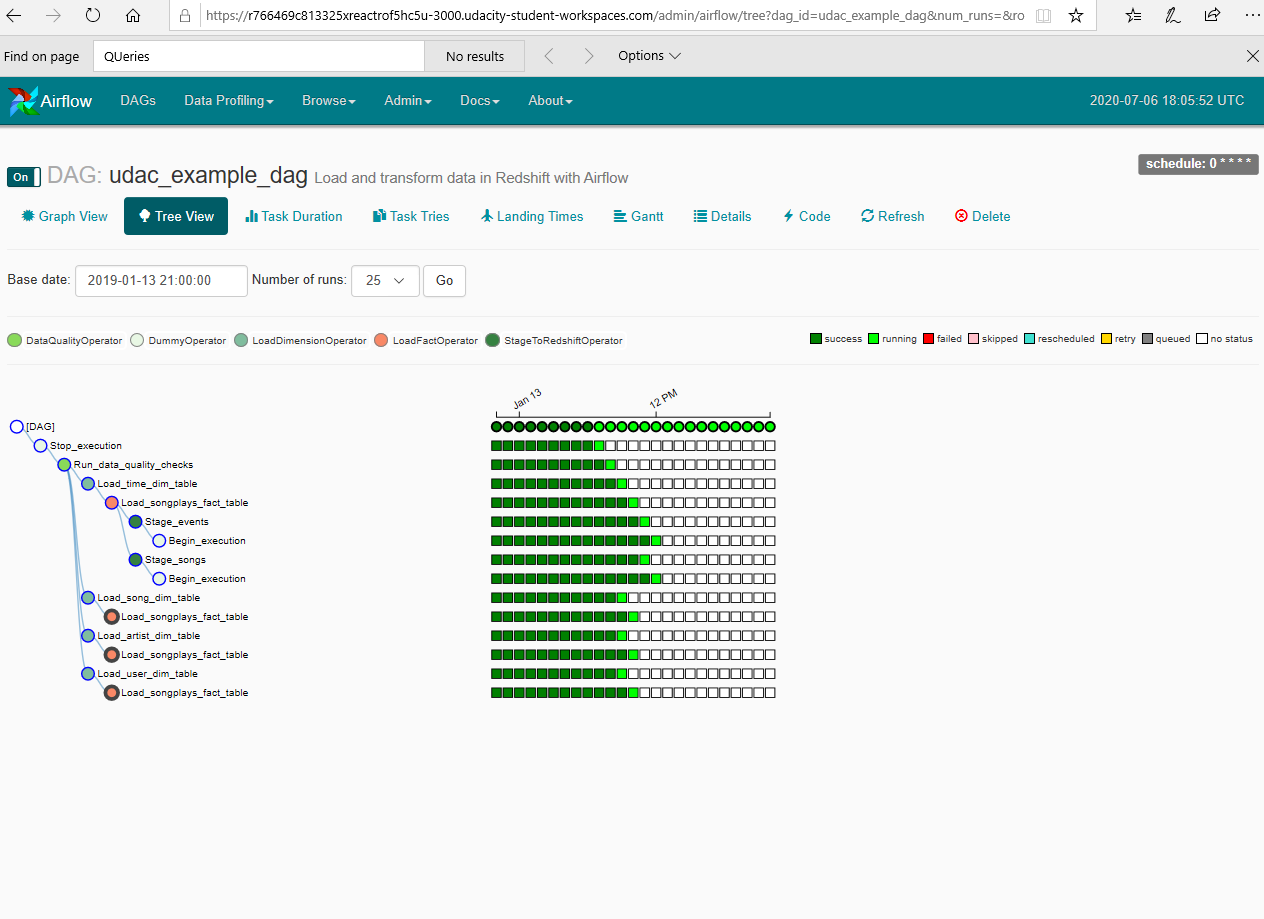 https://r766469c813325xreactrof5hc5u-3000.udacity-student-workspaces.com/admin/airflow/tree?dag_id=udac_example_dag&num_runs=&ro
Find on page QUeries No results Options
Airflow DAGs Data Profiling Browse Admin Docs About 2020-07-06 18:05:52 UTC
schedule: 0 * * * *
On DAG: udac_example_dag Load and transform data in Redshift with Airflow
Graph View Tree View Task Duration Task Tries Landing Times Gantt Details Code Refresh Delete
Base date: 2019-01-13 21:00:00 Number of runs: 25 Go
DataQualityOperator DummyOperator LoadDimensionOperator LoadFactOperator StageToRedshiftOperator success running failed skipped rescheduled retry queued no status
Jan 13 12 PM
[DAG]
Stop_execution
Run_data_quality_checks
Load_time_dim_table
Load_songplays_fact_table
Stage_events
Begin_execution
Stage_songs
Begin_execution
Load_song_dim_table
Load_songplays_fact_table
Load_artist_dim_table
Load_songplays_fact_table
Load_user_dim_table
Load_songplays_fact_table